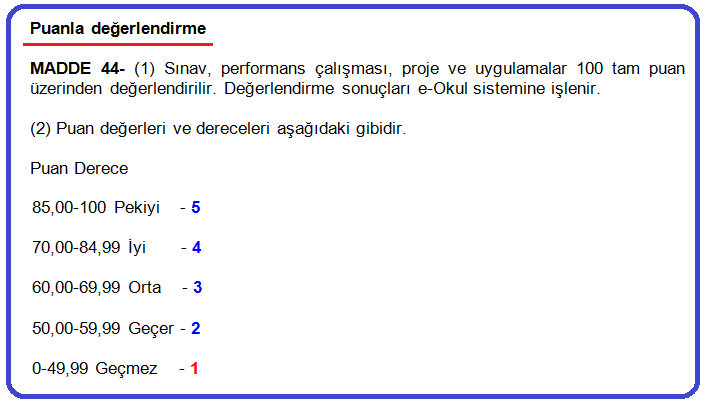 Puanla değerlendirme
MADDE 44- (1) Sınav, performans çalışması, proje ve uygulamalar 100 tam puan
üzerinden değerlendirilir. Değerlendirme sonuçları e-Okul sistemine işlenir.
(2) Puan değerleri ve dereceleri aşağıdaki gibidir.
Puan Derece
85,00-100 Pekiyi - 5
70,00-84,99 İyi - 4
60,00-69,99 Orta - 3
50,00-59,99 Geçer - 2
0-49,99 Geçmez - 1